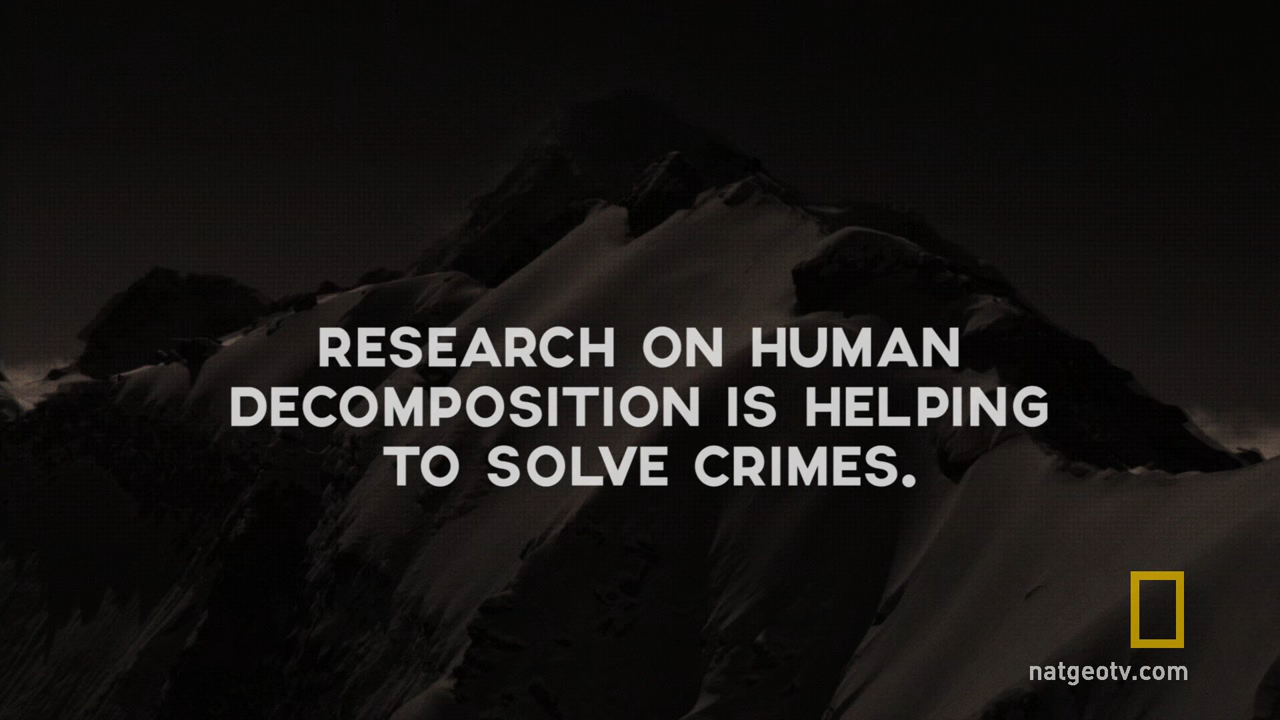 RESEARCH ON HUMAN
DECOMPOSITION IS HELPING
TO SOLVE CRIMES.
natgeotv.com